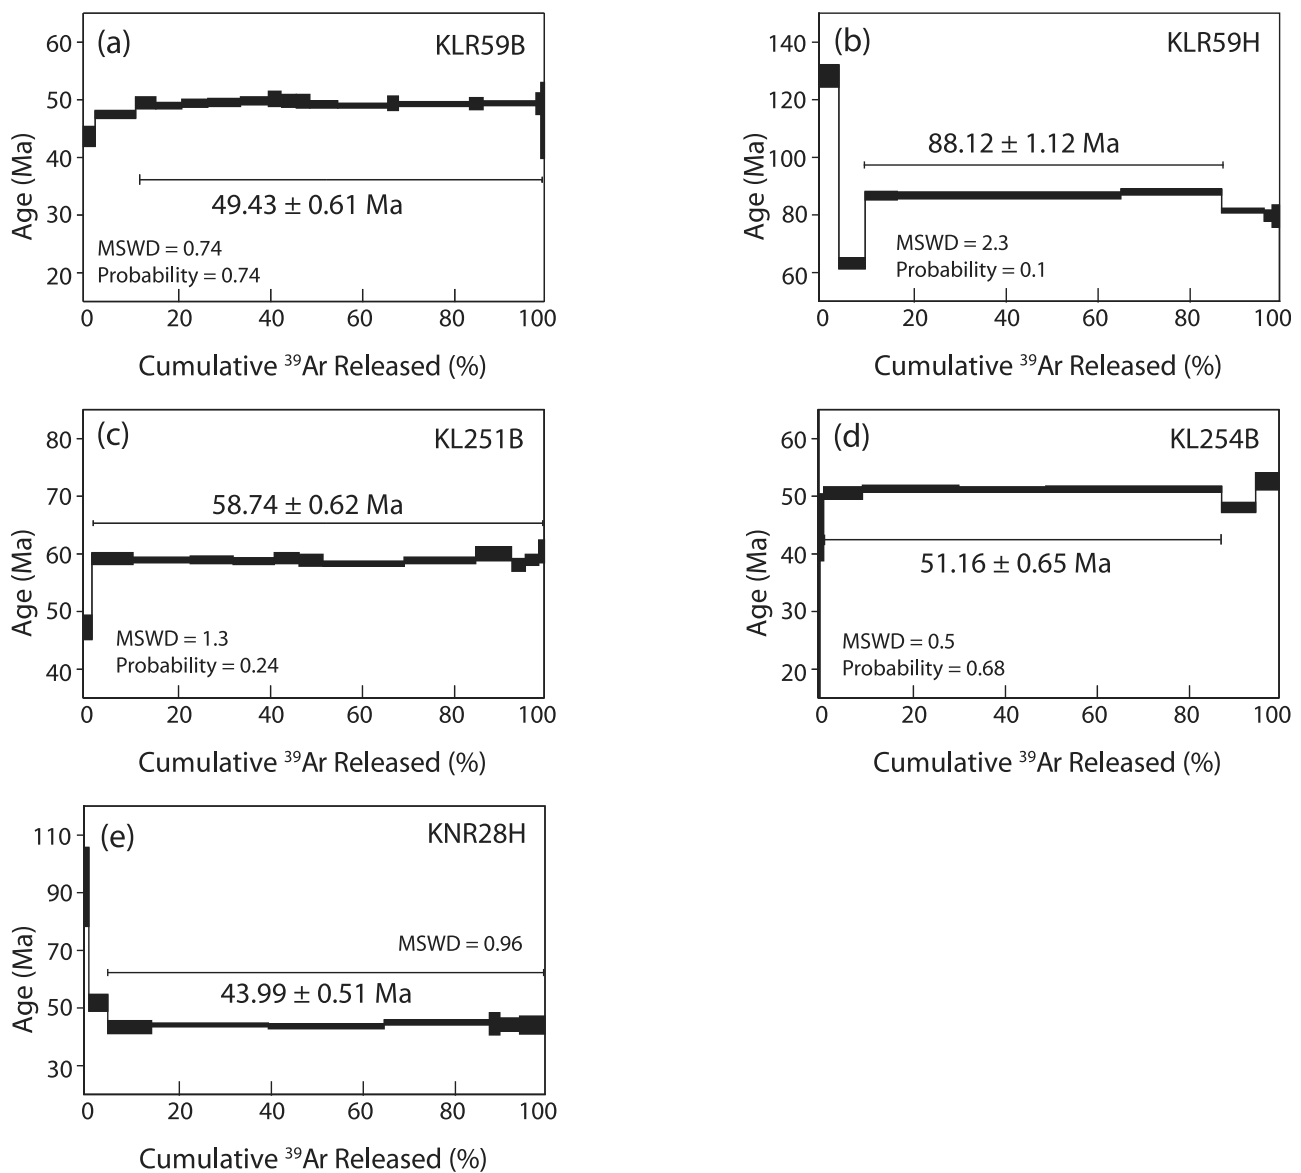 (a)
KLR59B
60
50
40
30
20
Age (Ma)
49.43 ± 0.61 Ma
MSWD = 0.74
Probability = 0.74
0 20 40 60 80 100
Cumulative ³⁹Ar Released (%)
(b)
KLR59H
140
120
100
80
60
Age (Ma)
88.12 ± 1.12 Ma
MSWD = 2.3
Probability = 0.1
0 20 40 60 80 100
Cumulative ³⁹Ar Released (%)
(c)
KL251B
80
70
60
50
40
Age (Ma)
58.74 ± 0.62 Ma
MSWD = 1.3
Probability = 0.24
0 20 40 60 80 100
Cumulative ³⁹Ar Released (%)
(d)
KL254B
60
50
40
30
20
Age (Ma)
51.16 ± 0.65 Ma
MSWD = 0.5
Probability = 0.68
0 20 40 60 80 100
Cumulative ³⁹Ar Released (%)
(e)
KNR28H
110
90
70
50
30
Age (Ma)
MSWD = 0.96
43.99 ± 0.51 Ma
0 20 40 60 80 100
Cumulative ³⁹Ar Released (%)